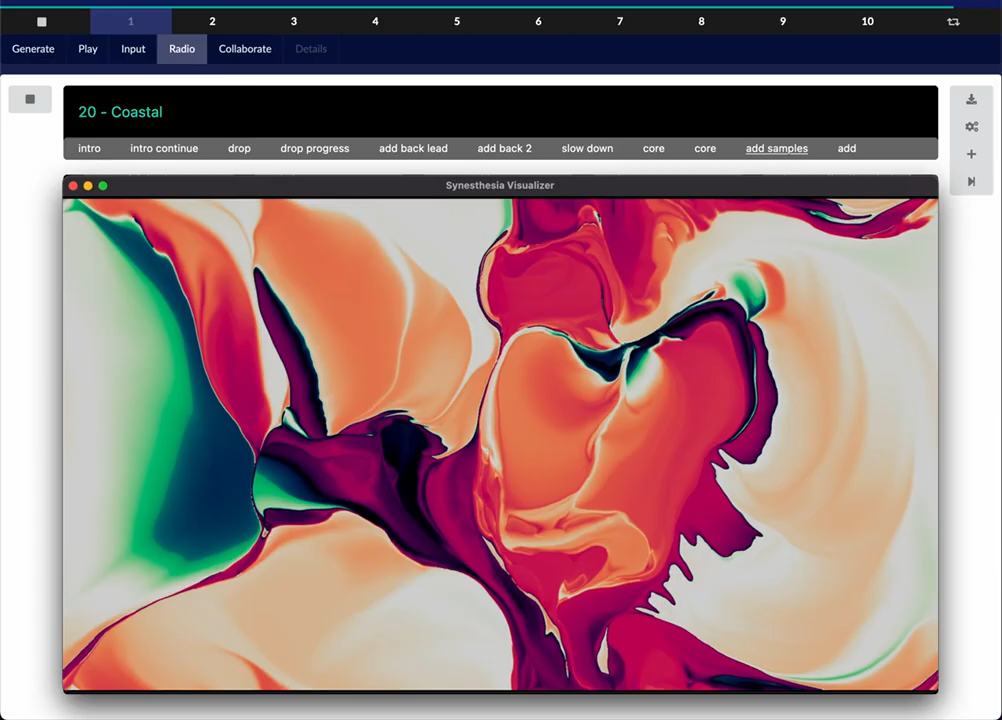 1 2 3 4 5 6 7 8 9 10
Generate Play Input Radio Collaborate Details
20 - Coastal
intro intro continue drop drop progress add back lead add back 2 slow down core core add samples add
Synesthesia Visualizer